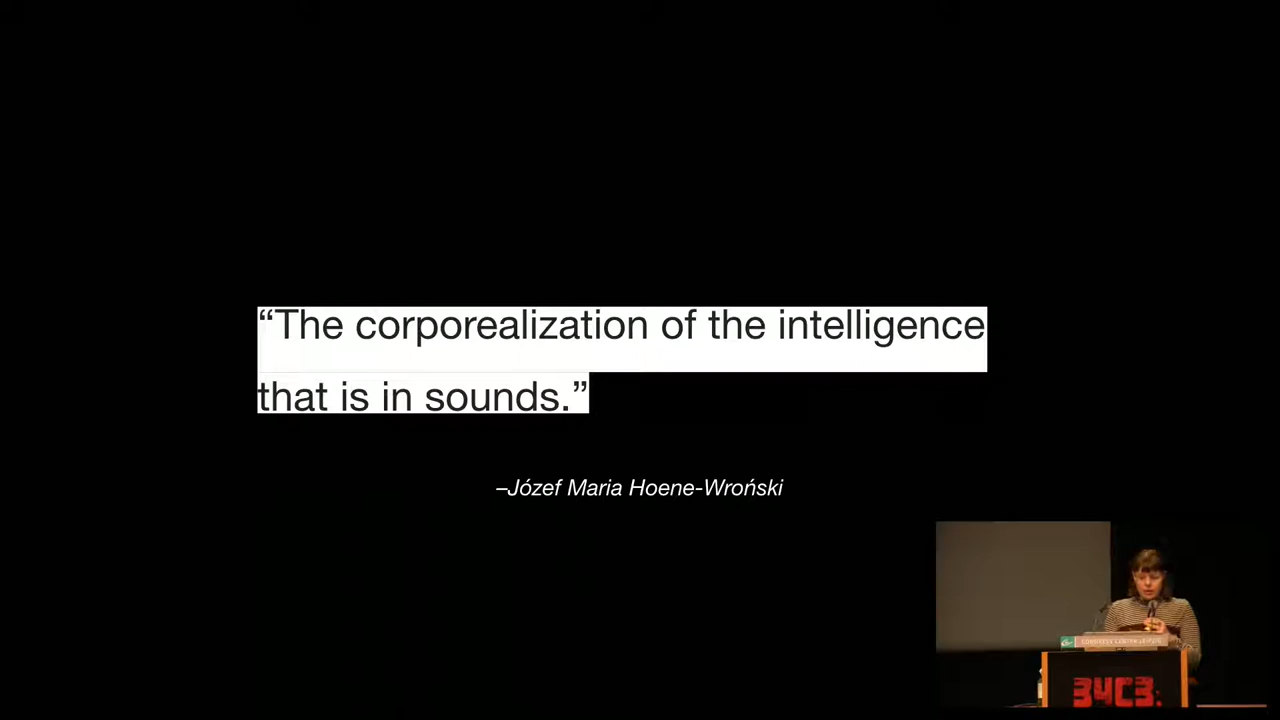 “The corporealization of the intelligence
that is in sounds.”
–Józef Maria Hoene-Wroński
34C3: